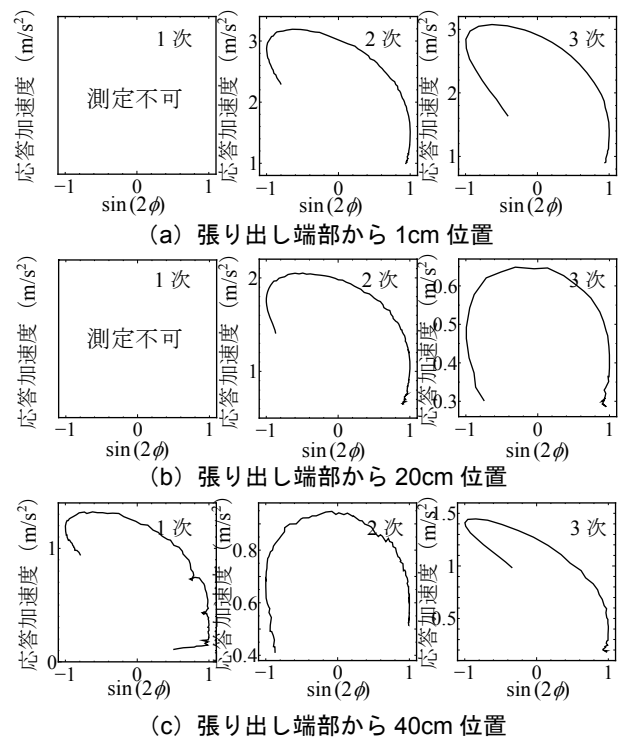 応答加速度 (m/s²)
1 次
測定不可
−1 0 1
sin(2ϕ)
応答加速度 (m/s²)
3
2
1
2 次
−1 0 1
sin(2ϕ)
応答加速度 (m/s²)
3
2
1
3 次
−1 0 1
sin(2ϕ)
(a) 張り出し端部から 1cm 位置
応答加速度 (m/s²)
1 次
測定不可
−1 0 1
sin(2ϕ)
応答加速度 (m/s²)
2
1
2 次
−1 0 1
sin(2ϕ)
応答加速度 (m/s²)
0.6
0.5
0.4
0.3
3 次
−1 0 1
sin(2ϕ)
(b) 張り出し端部から 20cm 位置
応答加速度 (m/s²)
1
0
1 次
−1 0 1
sin(2ϕ)
応答加速度 (m/s²)
0.8
0.6
0.4
2 次
−1 0 1
sin(2ϕ)
応答加速度 (m/s²)
1.5
1
0.5
3 次
−1 0 1
sin(2ϕ)
(c) 張り出し端部から 40cm 位置